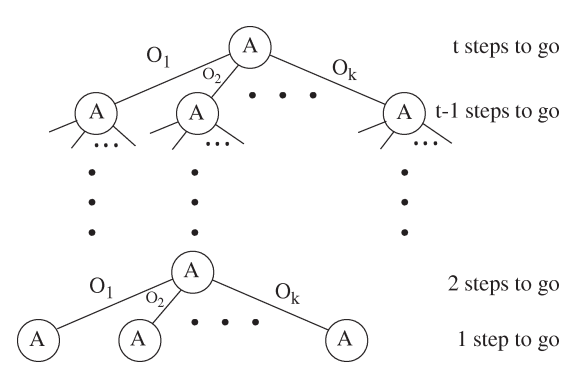 A t steps to go
O1 O2 Ok
A A A t-1 steps to go
A 2 steps to go
O1 O2 Ok
A A A 1 step to go